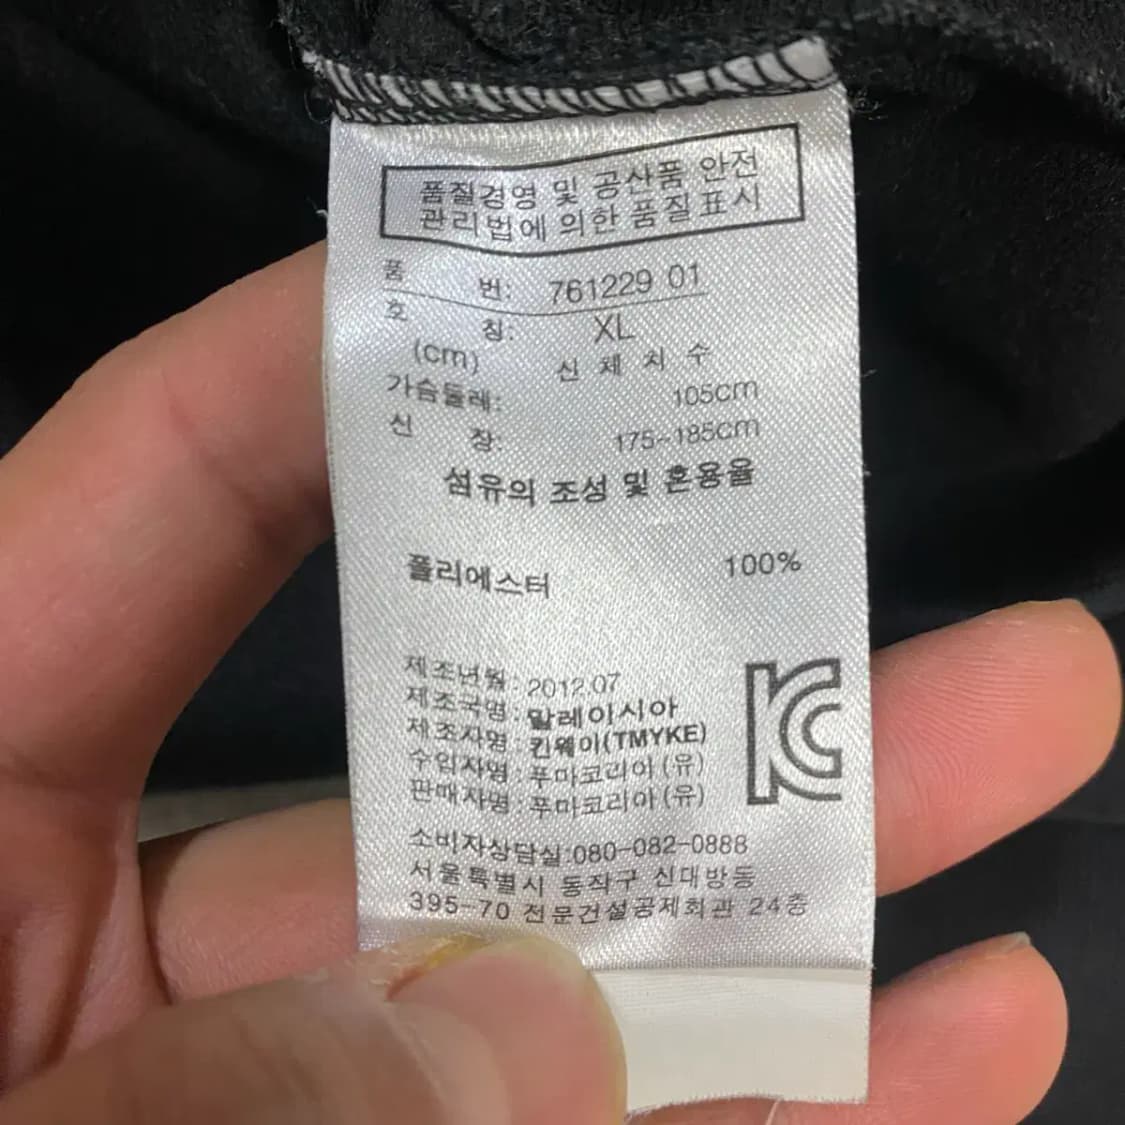 품질경영 및 공산품 안전
관리법에 의한 품질표시
품 번: 761229 01
호 칭: XL
(cm) 신 체 치 수
가슴둘레: 105cm
신 장: 175~185cm
섬유의 조성 및 혼용율
폴리에스터 100%
제조년월 : 2012.07
제조국명 : 말레이시아
제조자명 : 킨웨이(TMYKE)
수입자명 : 푸마코리아 (유)
판매자명 : 푸마코리아 (유)
소비자상담실:080-082-0888
서울특별시 동작구 신대방동
395-70 전문건설공제회관 24층
KC